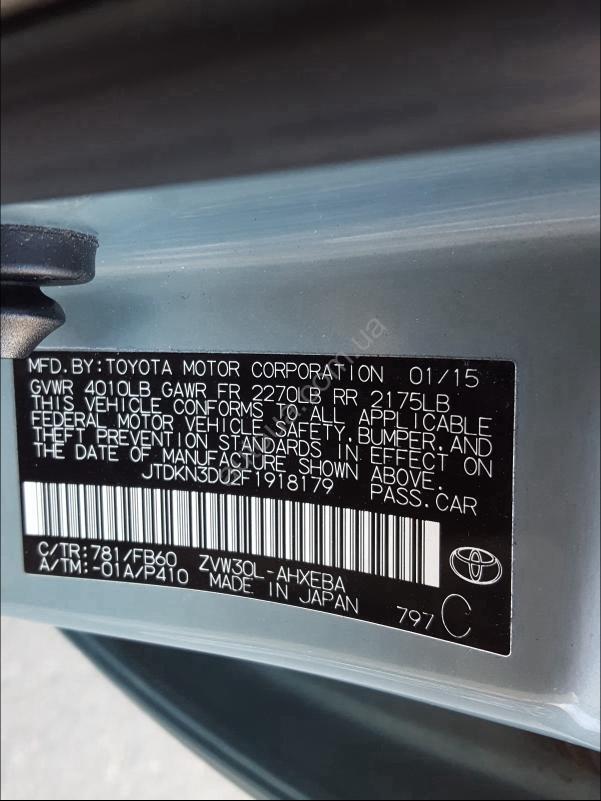 MFD.BY:TOYOTA MOTOR CORPORATION 01/15
GVWR 4010LB GAWR FR 2270LB RR 2175LB
THIS VEHICLE CONFORMS TO ALL APPLICABLE
FEDERAL MOTOR VEHICLE SAFETY,BUMPER,AND
THEFT PREVENTION STANDARDS IN EFFECT ON
THE DATE OF MANUFACTURE SHOWN ABOVE.
JTDKN3DU2F1918179 PASS.CAR
C/TR:781/FB60 ZVW30L-AHXEBA
A/TM:-01A/P410 MADE IN JAPAN
797 C